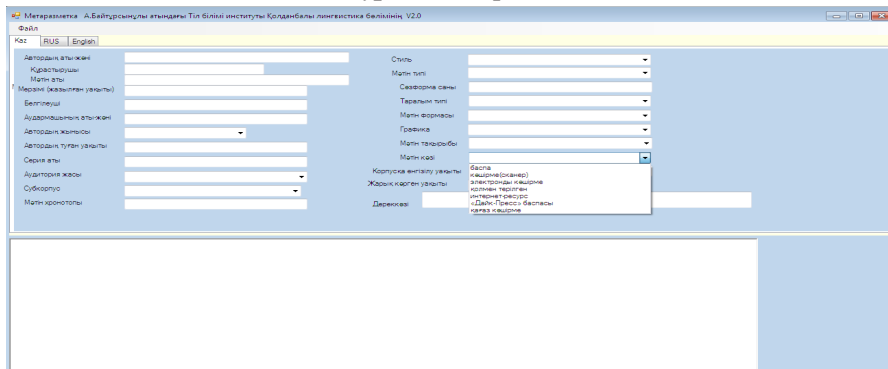 Метаразметка А.Байтұрсынұлы атындағы Тіл білімі институты Қолданбалы лингвистика бөлімінің V2.0
Файл
Kaz RUS English
Автордың аты-жөні
Құрастырушы
Мәтін аты
Мерзімі (жазылған уақыты)
Белгілеуші
Аудармашының аты-жөні
Автордың жынысы
Автордың туған уақыты
Серия аты
Аудитория жасы
Субкорпус
Мәтін хронотопы
Стиль
Мәтін типі
Сөзформа саны
Таралым типі
Мәтін формасы
Графика
Мәтін тақырыбы
Мәтін көзі
Корпусқа енгізілу уақыты
Жарық көрген уақыты
Дереккөзі
баспа
көшірме(сканер)
электронды көшірме
қолмен терілген
интернет-ресурс
«Дайк-Пресс» баспасы
қағаз көшірме